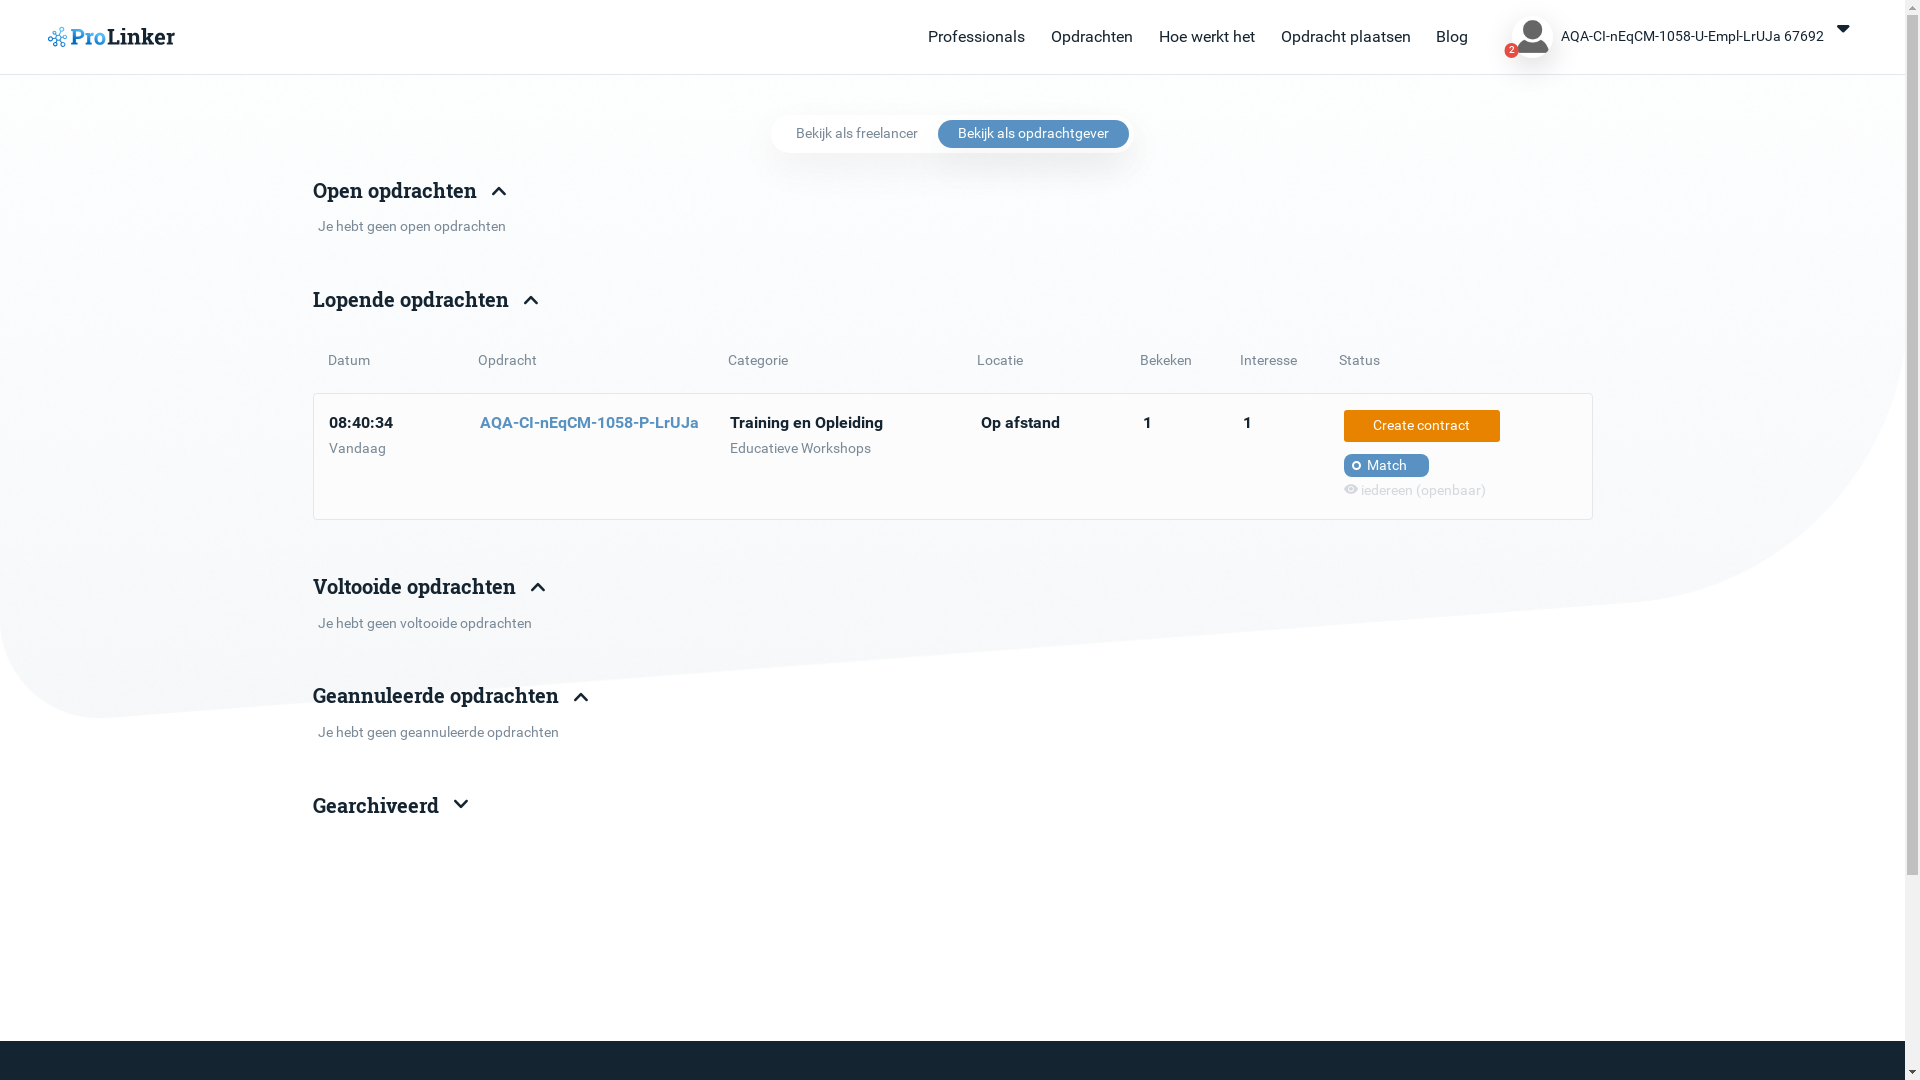 ProLinker
Professionals
Opdrachten
Hoe werkt het
Opdracht plaatsen
Blog
2
AQA-CI-nEqCM-1058-U-Empl-LrUJa 67692
Bekijk als freelancer
Bekijk als opdrachtgever
Open opdrachten
Je hebt geen open opdrachten
Lopende opdrachten
Datum
Opdracht
Categorie
Locatie
Bekeken
Interesse
Status
08:40:34
AQA-CI-nEqCM-1058-P-LrUJa
Training en Opleiding
Op afstand
1
1
Create contract
Vandaag
Educatieve Workshops
Match
iedereen (openbaar)
Voltooide opdrachten
Je hebt geen voltooide opdrachten
Geannuleerde opdrachten
Je hebt geen geannuleerde opdrachten
Gearchiveerd